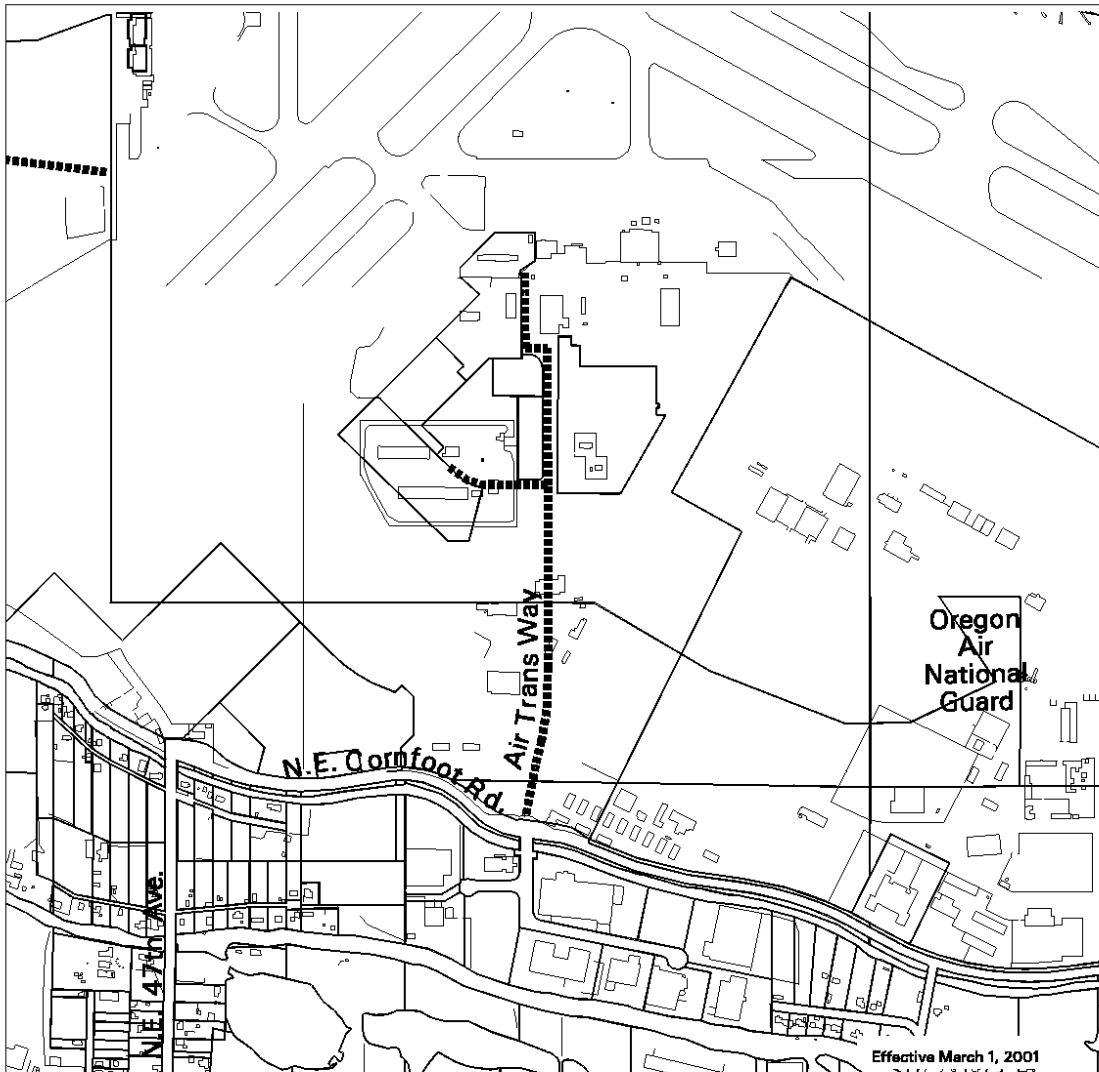 Oregon
Air
National
Guard
Air Trans Way
N.E. Cornfoot Rd.
N.E. 47th Ave.
Effective March 1, 2001